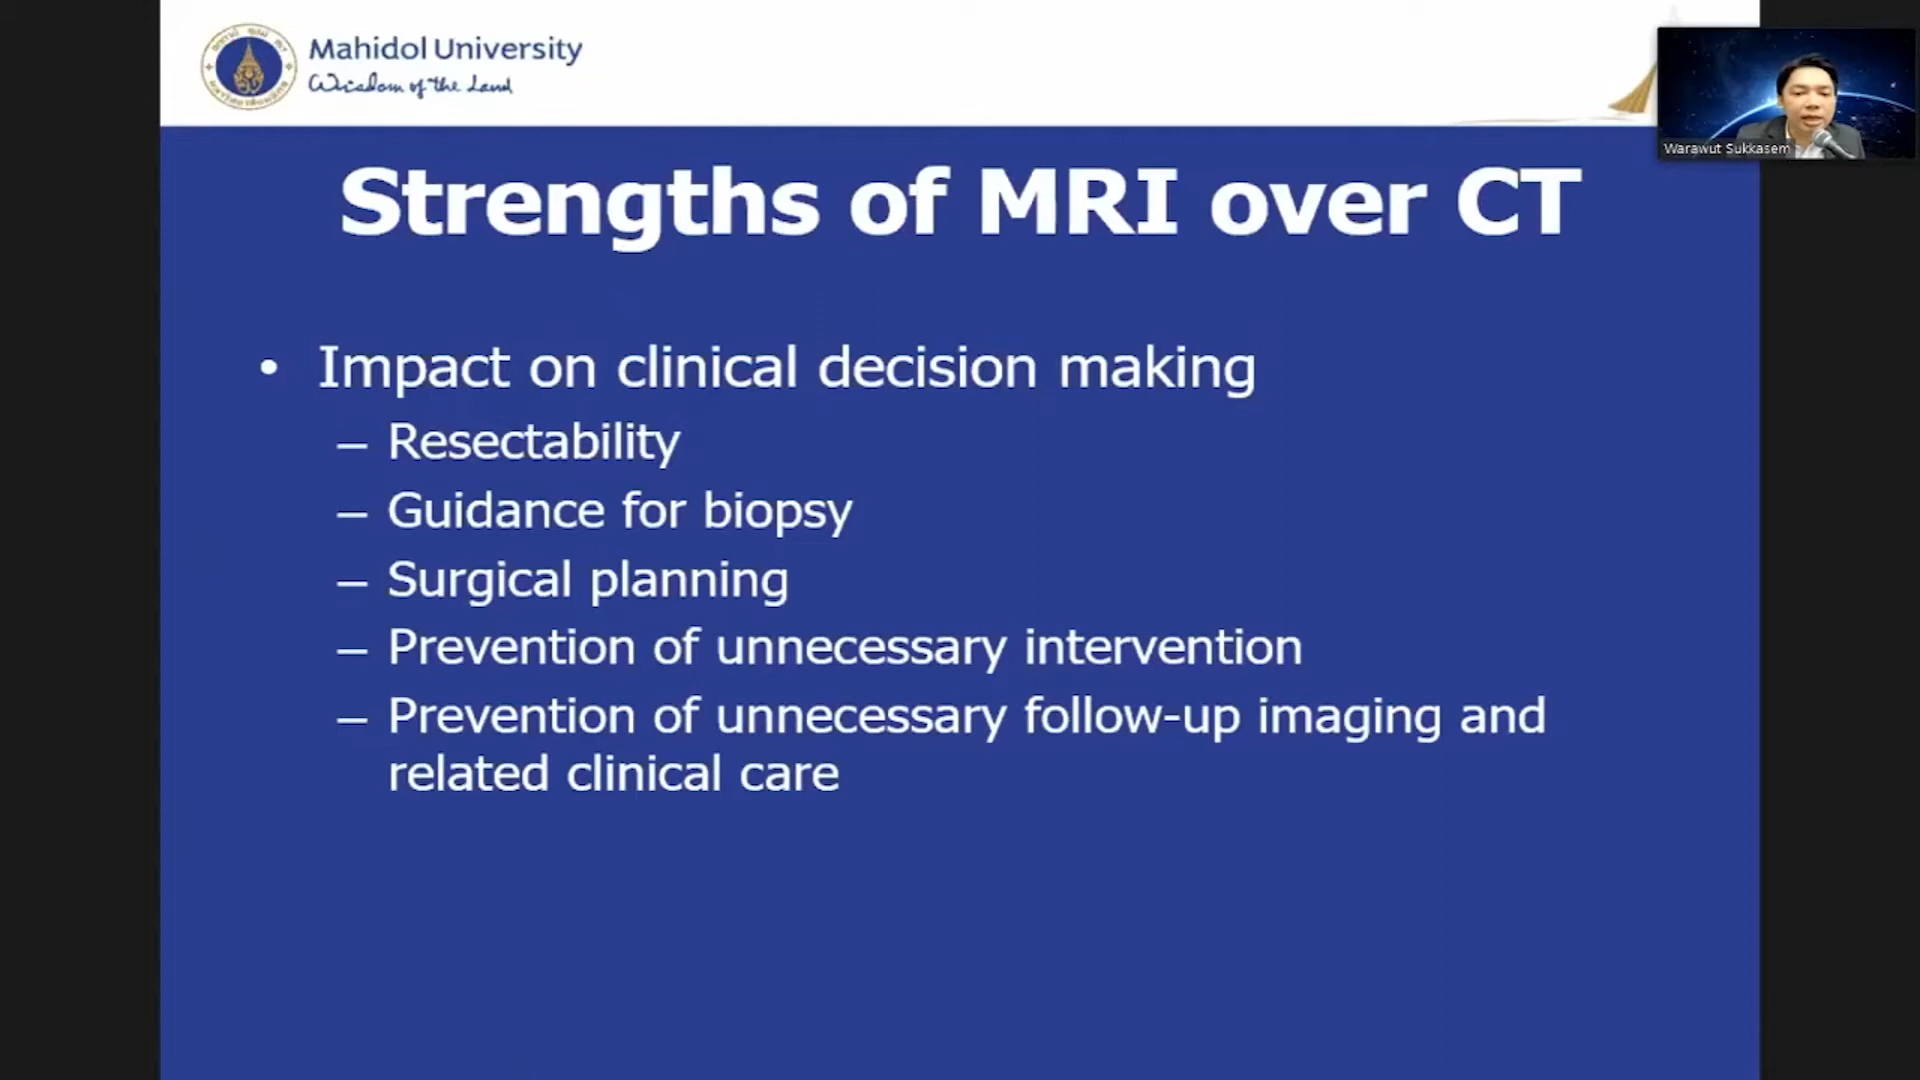 Mahidol University
Wisdom of the Land
Warawut Sukkasem
Strengths of MRI over CT
• Impact on clinical decision making
– Resectability
– Guidance for biopsy
– Surgical planning
– Prevention of unnecessary intervention
– Prevention of unnecessary follow-up imaging and
related clinical care